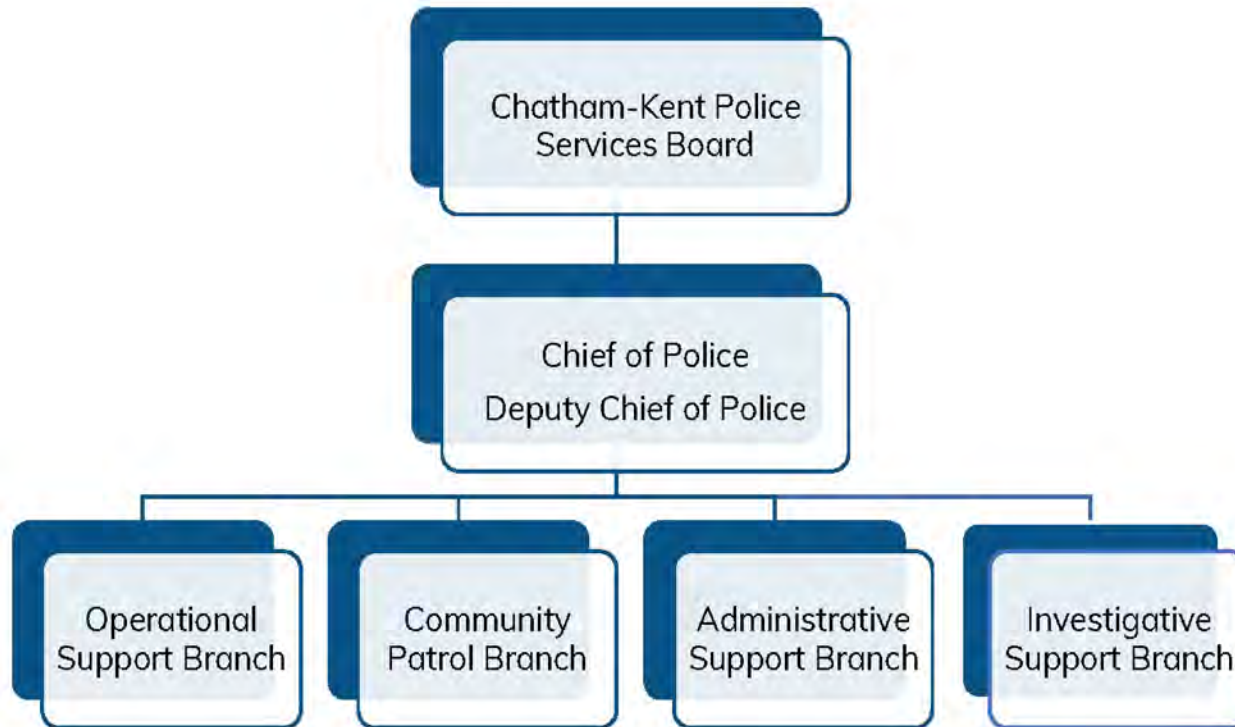 Chatham-Kent Police
Services Board
Chief of Police
Deputy Chief of Police
Operational
Support Branch
Community
Patrol Branch
Administrative
Support Branch
Investigative
Support Branch